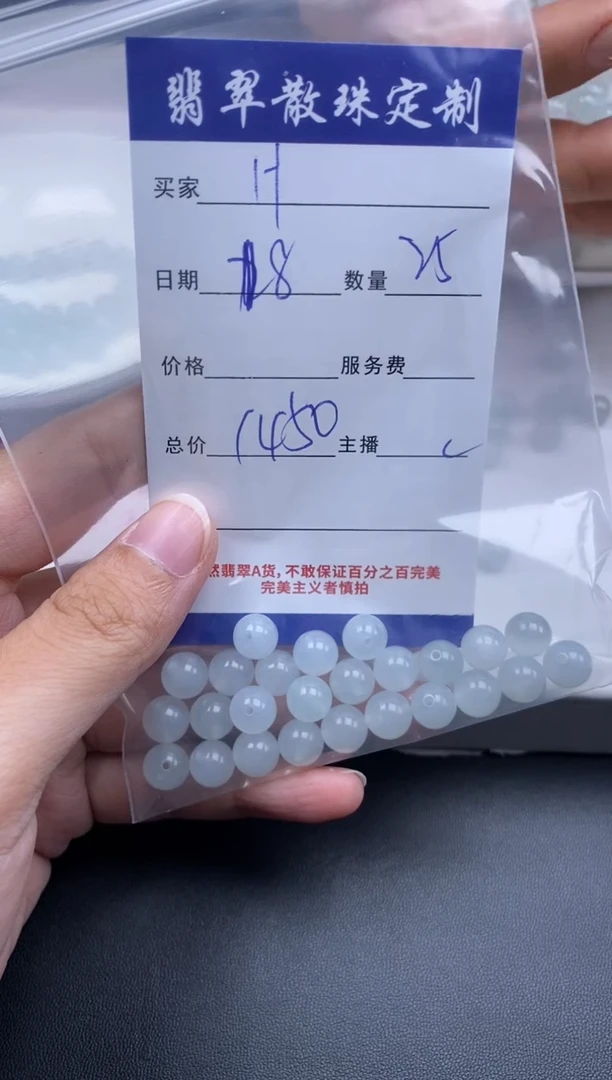 翡翠散珠定制
买家 H
日期 18 数量 25
价格 服务费
总价 1450 主播
然翡翠A货,不敢保证百分之百完美
完美主义者慎拍